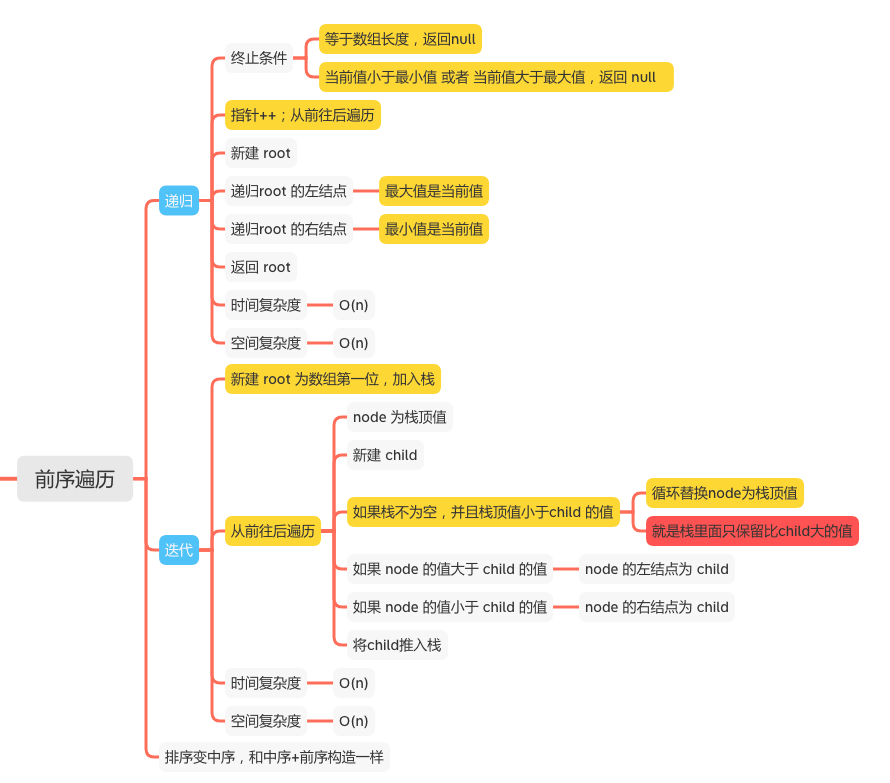 前序遍历
递归
终止条件
等于数组长度，返回null
当前值小于最小值 或者 当前值大于最大值，返回 null
指针++；从前往后遍历
新建 root
递归root 的左结点
最大值是当前值
递归root 的右结点
最小值是当前值
返回 root
时间复杂度
O(n)
空间复杂度
O(n)
迭代
新建 root 为数组第一位，加入栈
从前往后遍历
node 为栈顶值
新建 child
如果栈不为空，并且栈顶值小于child 的值
循环替换node为栈顶值
就是栈里面只保留比child大的值
如果 node 的值大于 child 的值
node 的左结点为 child
如果 node 的值小于 child 的值
node 的右结点为 child
将child推入栈
时间复杂度
O(n)
空间复杂度
O(n)
排序变中序，和中序+前序构造一样